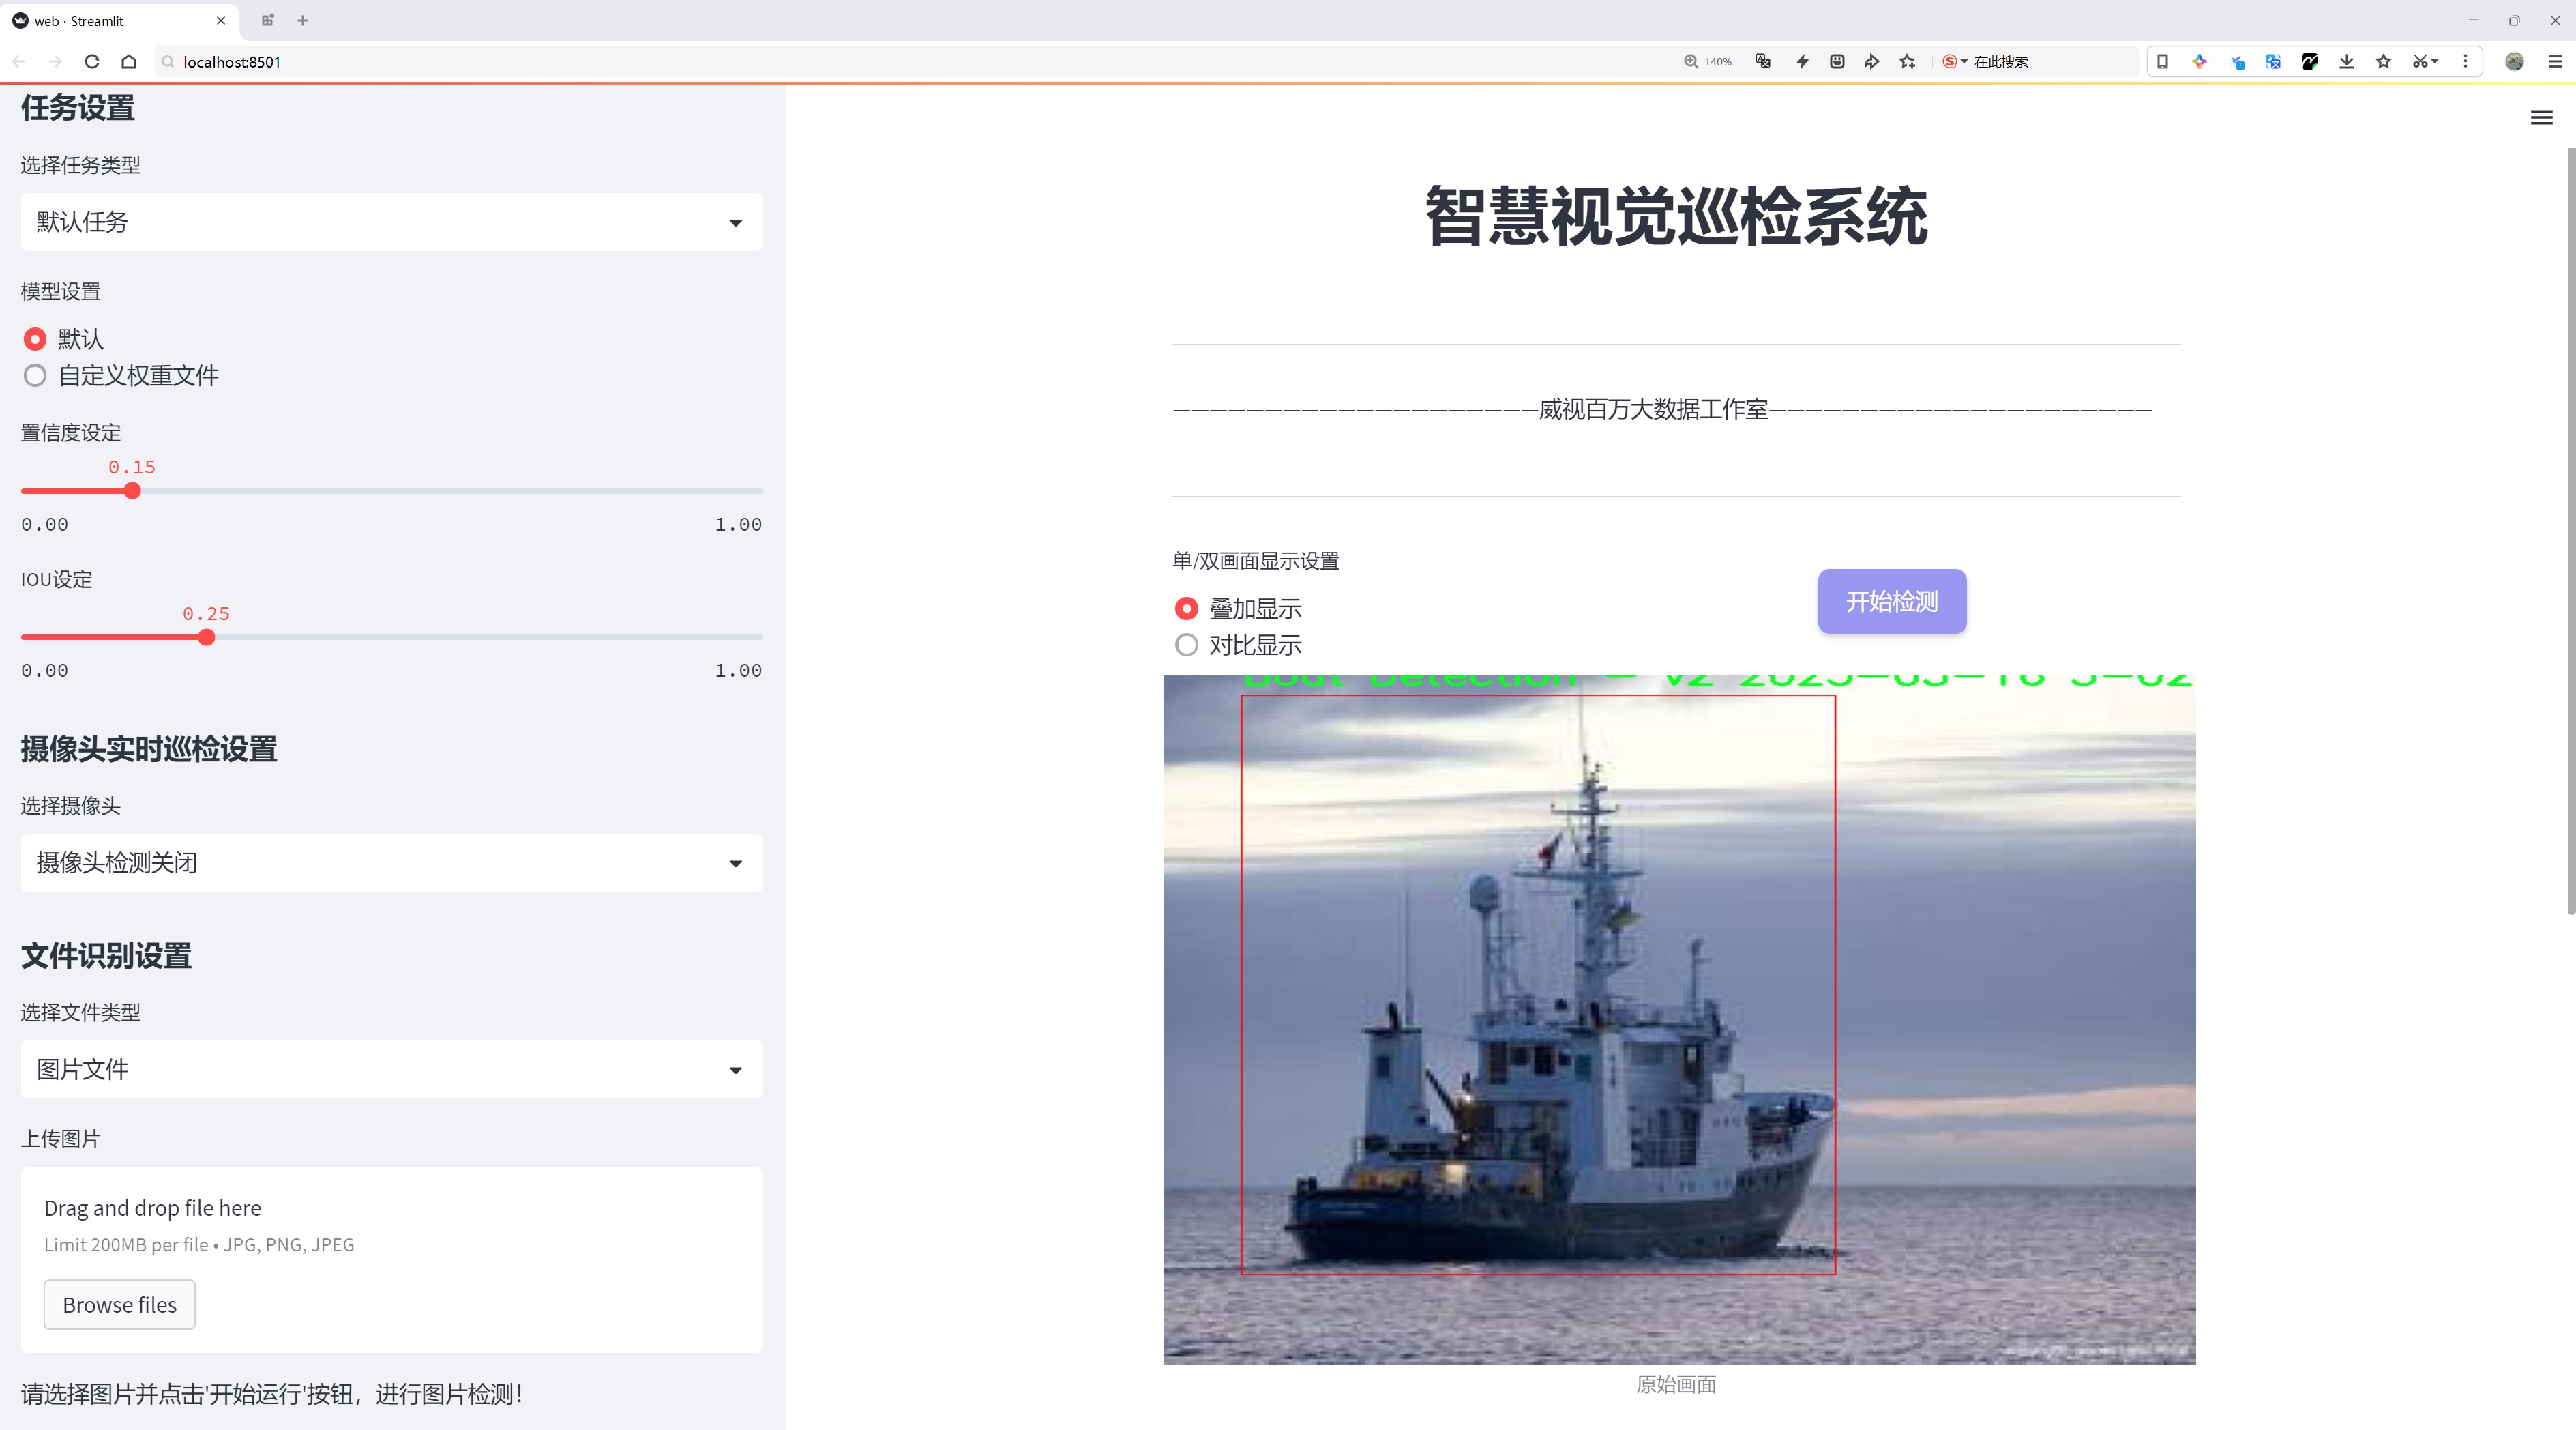 web · Streamlit
localhost:8501
140%
在此搜索
任务设置
选择任务类型
默认任务
模型设置
默认
自定义权重文件
置信度设定
0.15
0.00 1.00
IOU设定
0.25
0.00 1.00
摄像头实时巡检设置
选择摄像头
摄像头检测关闭
文件识别设置
选择文件类型
图片文件
上传图片
Drag and drop file here
Limit 200MB per file • JPG, PNG, JPEG
Browse files
请选择图片并点击'开始运行'按钮，进行图片检测！
智慧视觉巡检系统
————————————————————威视百万大数据工作室—————————————————————
单/双画面显示设置
叠加显示
对比显示
开始检测
Detection – v2 2023–03–
原始画面